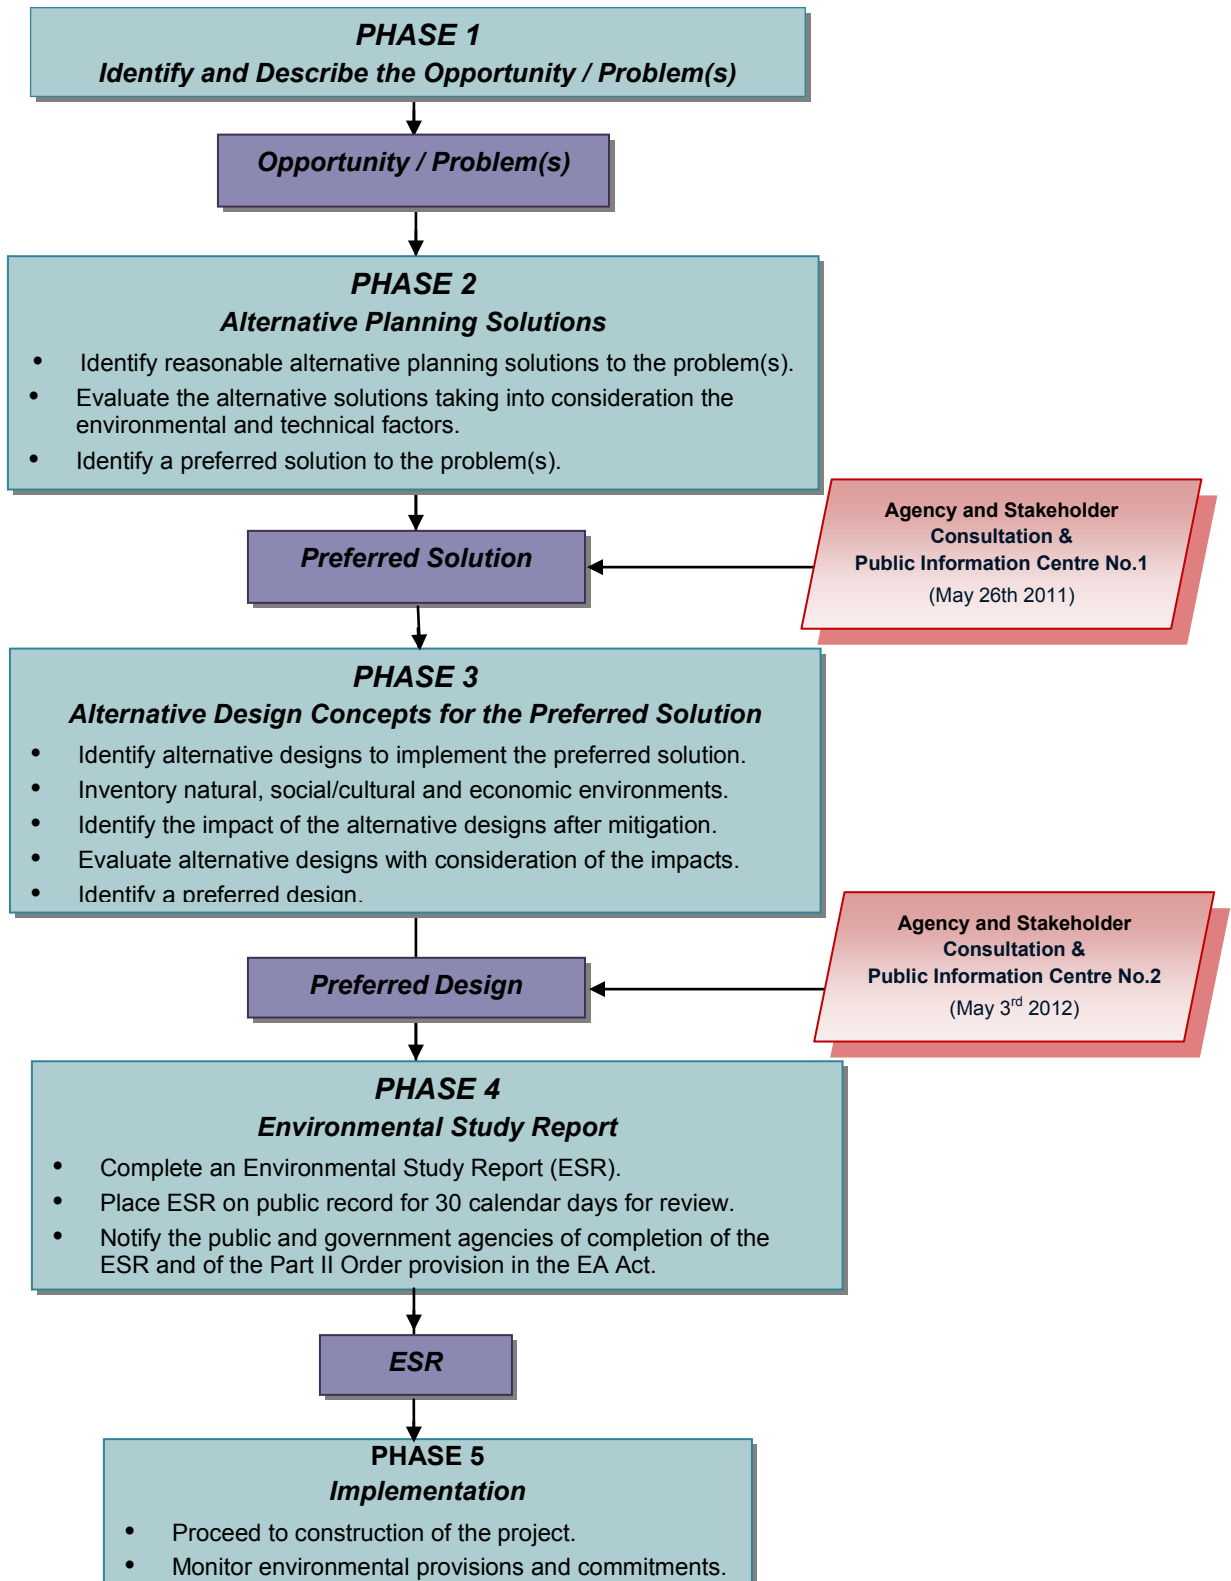 PHASE 1
Identify and Describe the Opportunity / Problem(s)
Opportunity / Problem(s)
PHASE 2
Alternative Planning Solutions
• Identify reasonable alternative planning solutions to the problem(s).
• Evaluate the alternative solutions taking into consideration the
environmental and technical factors.
• Identify a preferred solution to the problem(s).
Agency and Stakeholder
Consultation &
Public Information Centre No.1
(May 26th 2011)
Preferred Solution
PHASE 3
Alternative Design Concepts for the Preferred Solution
• Identify alternative designs to implement the preferred solution.
• Inventory natural, social/cultural and economic environments.
• Identify the impact of the alternative designs after mitigation.
• Evaluate alternative designs with consideration of the impacts.
• Identify a preferred design.
Agency and Stakeholder
Consultation &
Public Information Centre No.2
(May 3rd 2012)
Preferred Design
PHASE 4
Environmental Study Report
• Complete an Environmental Study Report (ESR).
• Place ESR on public record for 30 calendar days for review.
• Notify the public and government agencies of completion of the
ESR and of the Part II Order provision in the EA Act.
ESR
PHASE 5
Implementation
• Proceed to construction of the project.
• Monitor environmental provisions and commitments.